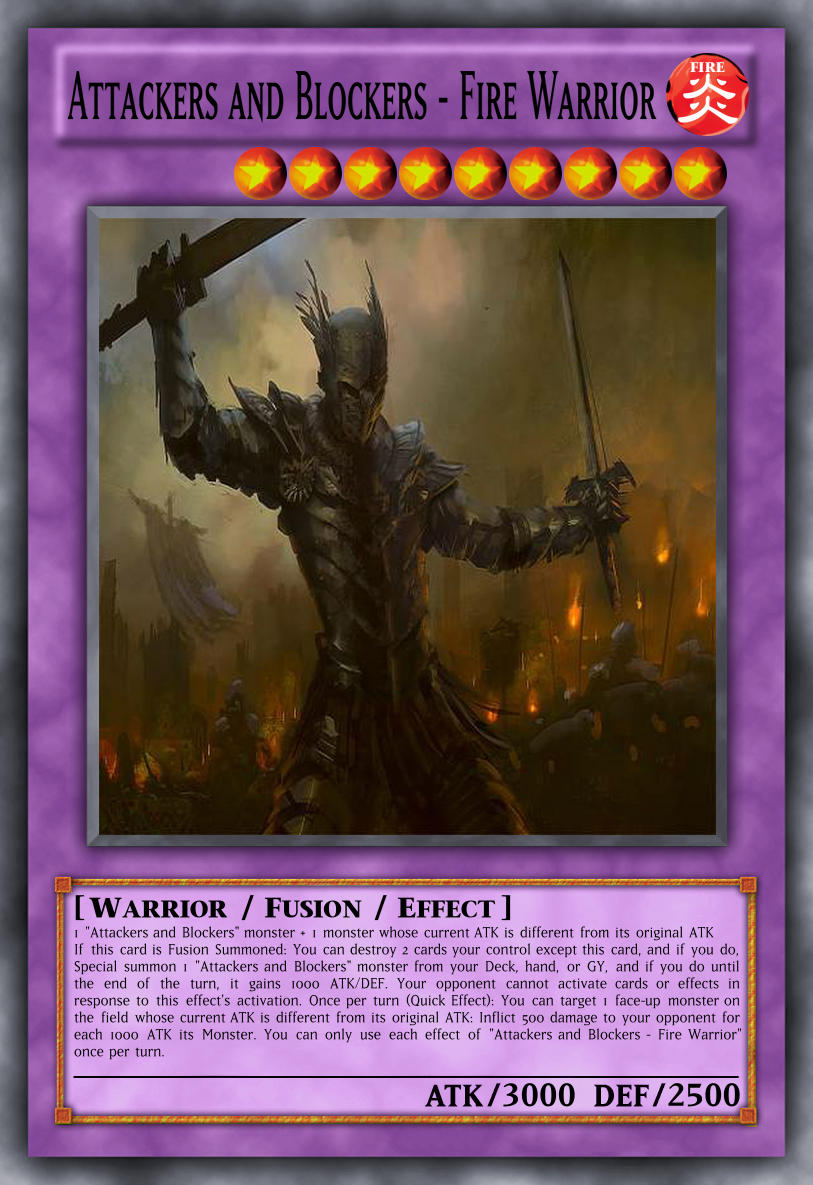 Attackers and Blockers - Fire Warrior
FIRE
炎
[ Warrior / Fusion / Effect ]
1 "Attackers and Blockers" monster + 1 monster whose current ATK is different from its original ATK
If this card is Fusion Summoned: You can destroy 2 cards your control except this card, and if you do,
Special summon 1 "Attackers and Blockers" monster from your Deck, hand, or GY, and if you do until
the end of the turn, it gains 1000 ATK/DEF. Your opponent cannot activate cards or effects in
response to this effect's activation. Once per turn (Quick Effect): You can target 1 face-up monster on
the field whose current ATK is different from its original ATK: Inflict 500 damage to your opponent for
each 1000 ATK its Monster. You can only use each effect of "Attackers and Blockers - Fire Warrior"
once per turn.
ATK/3000 DEF/2500